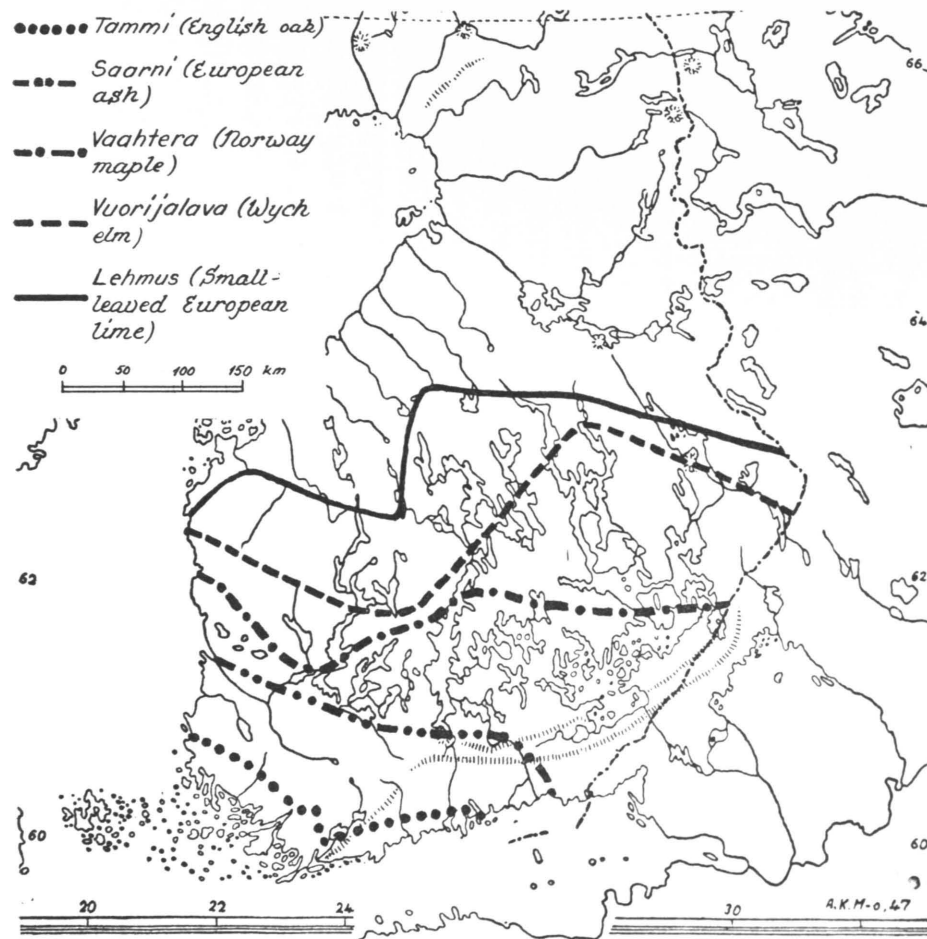 Tammi (English oak)
Saarni (European
ash)
Vaahtera (Norway
maple)
Vuorijalava (Wych
elm)
Lehmus (Small-
leaved European
lime)
0 50 100 150 km
66
64
62 62
60 60
20 22 24 30
A.K.M-o, 47